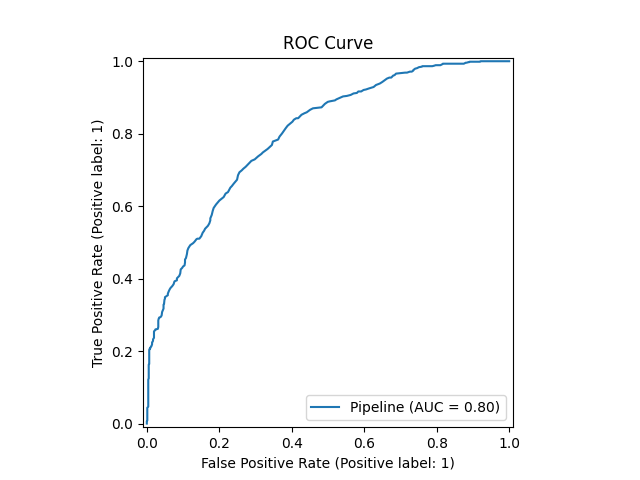 ROC Curve
1.0
0.8
0.6
0.4
0.2
0.0
True Positive Rate (Positive label: 1)
Pipeline (AUC = 0.80)
0.0 0.2 0.4 0.6 0.8 1.0
False Positive Rate (Positive label: 1)